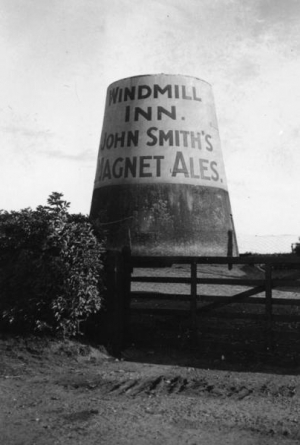 WINDMILL
INN.
JOHN SMITH'S
MAGNET ALES.